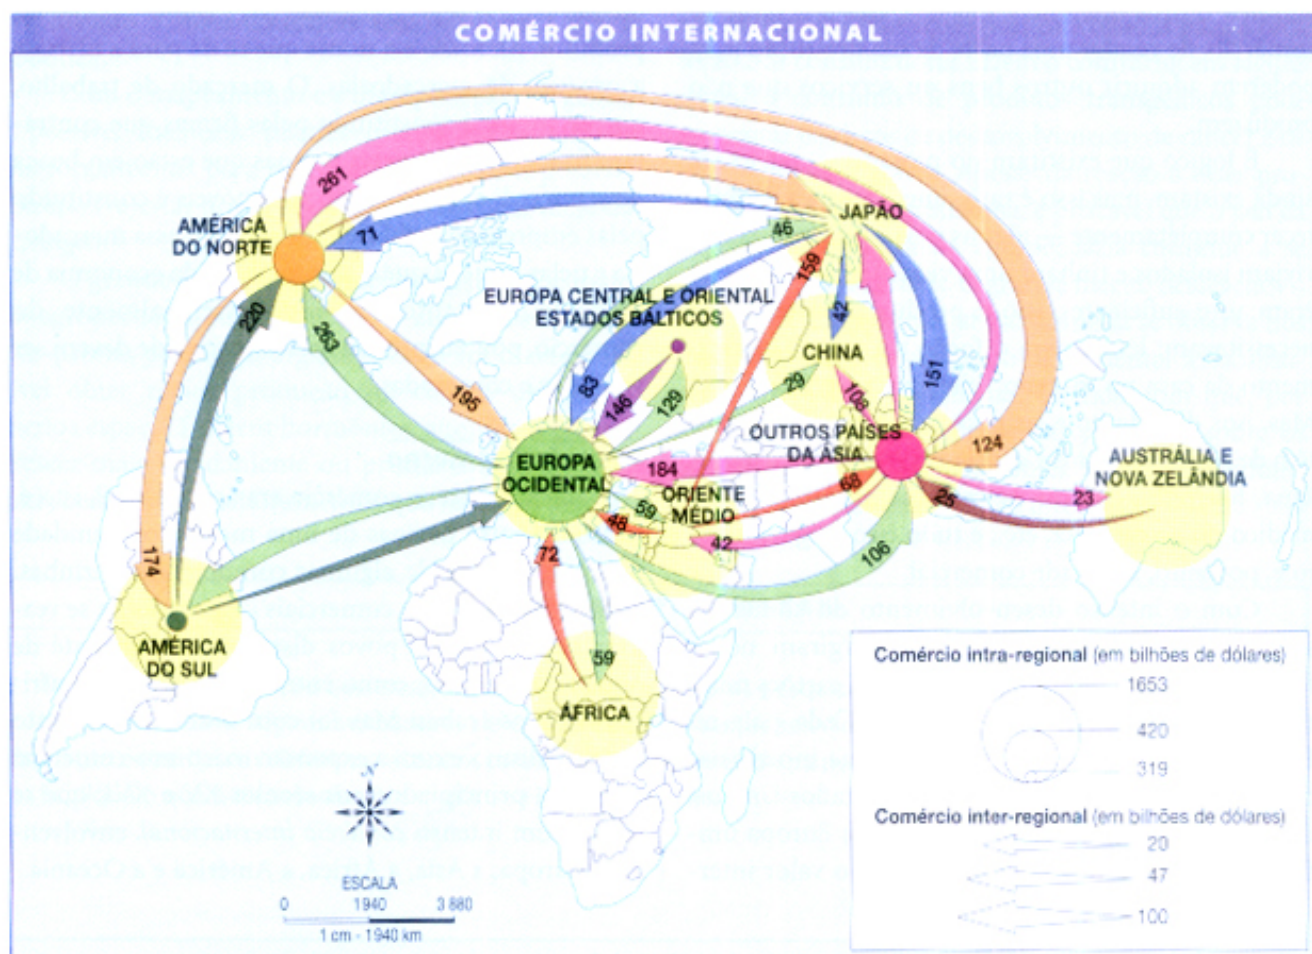 COMÉRCIO INTERNACIONAL
261
AMÉRICA
DO NORTE
71
JAPÃO
46
159
EUROPA CENTRAL E ORIENTAL
ESTADOS BÁLTICOS
42
220
263
CHINA
83
146
129
29
151
195
108
OUTROS PAÍSES
DA ÁSIA
124
EUROPA
OCIDENTAL
184
68
AUSTRÁLIA E
NOVA ZELÂNDIA
ORIENTE
MÉDIO
59
48
42
25
23
174
72
106
AMÉRICA
DO SUL
59
ÁFRICA
Comércio intra-regional (em bilhões de dólares)
1653
420
319
Comércio inter-regional (em bilhões de dólares)
20
47
100
N
ESCALA
0 1940 3 880
1 cm - 1940 km